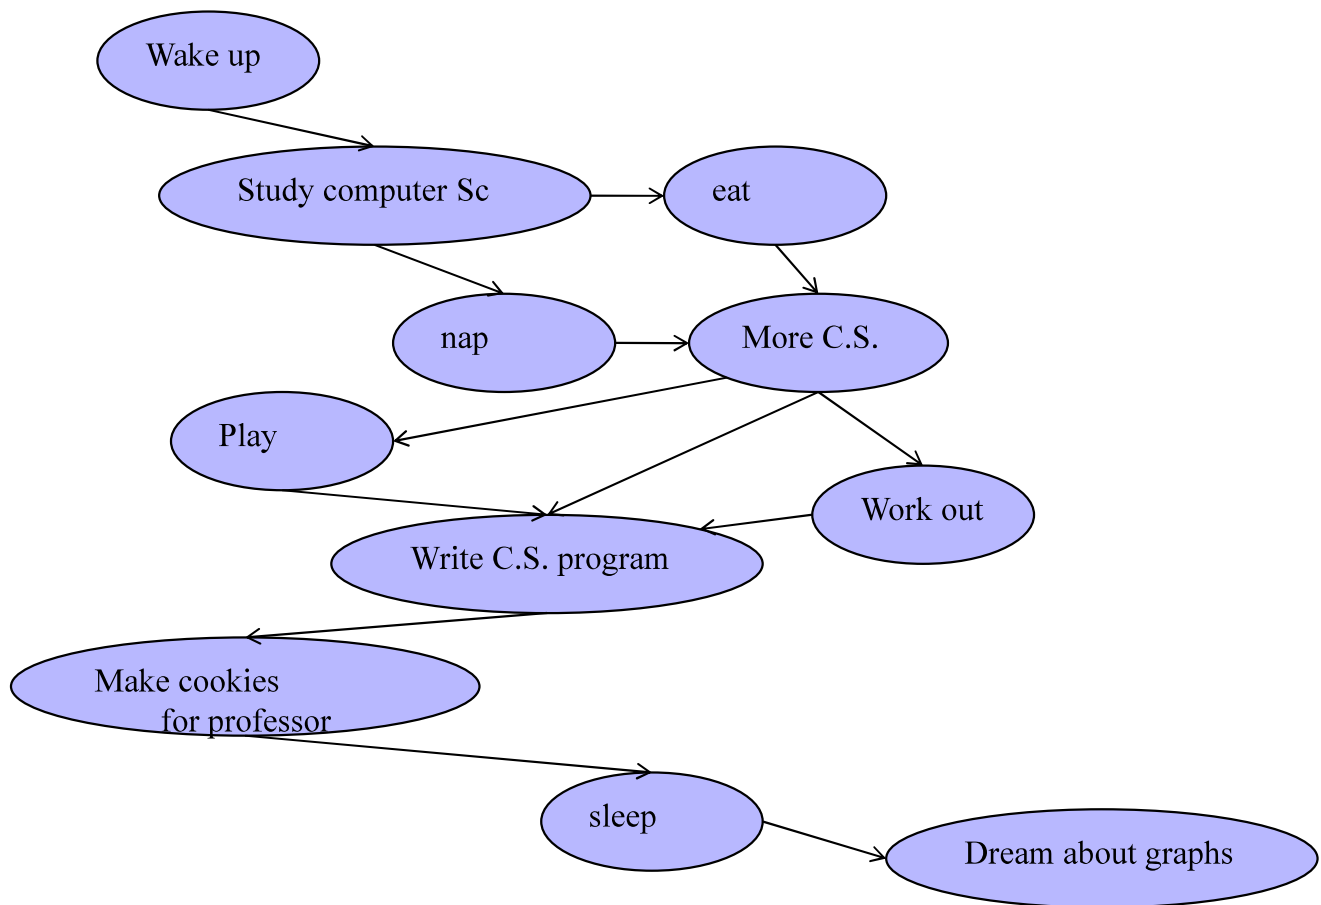 Wake up
Study computer Sc
eat
nap
More C.S.
Play
Work out
Write C.S. program
Make cookies
for professor
sleep
Dream about graphs